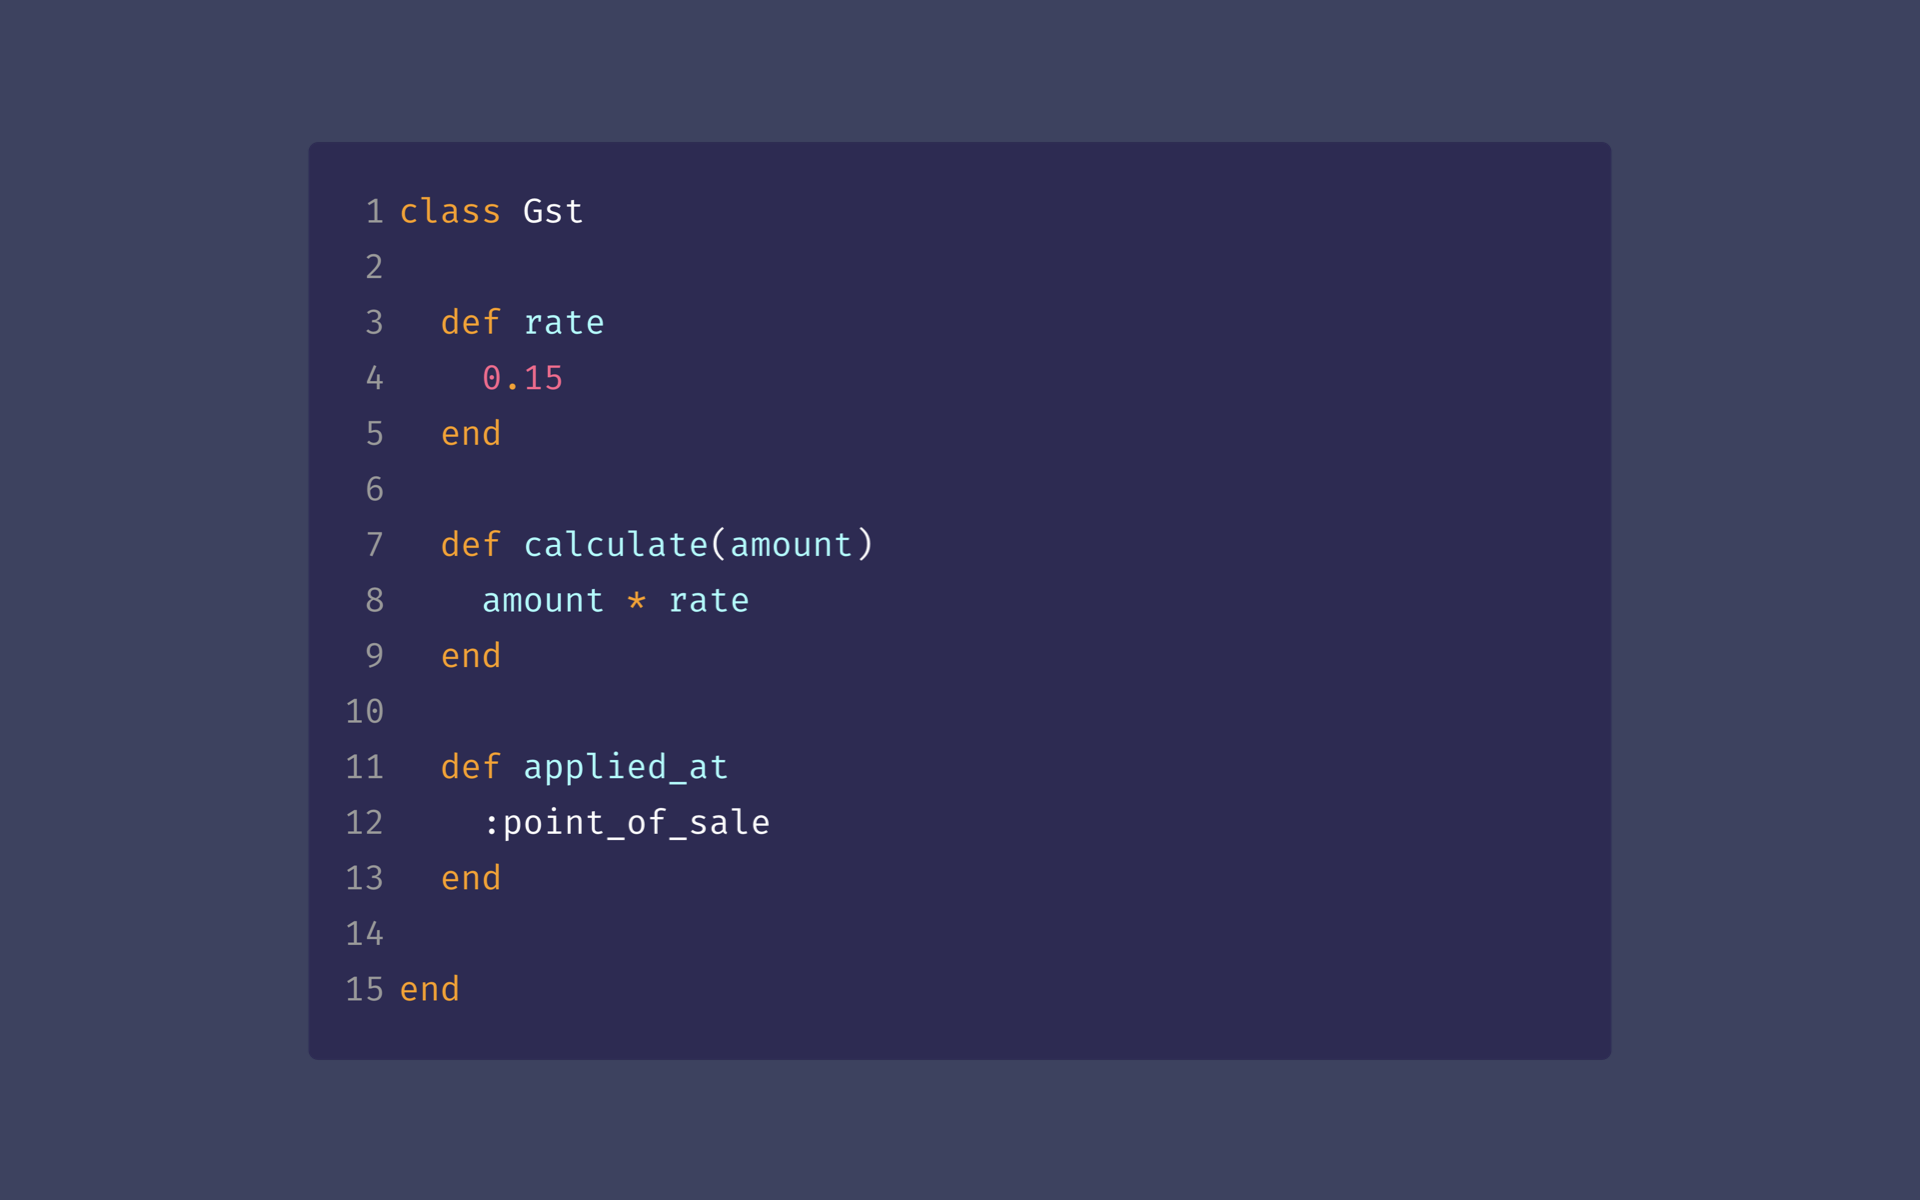 1 class Gst
2
3   def rate
4     0.15
5   end
6
7   def calculate(amount)
8     amount * rate
9   end
10
11   def applied_at
12     :point_of_sale
13   end
14
15 end